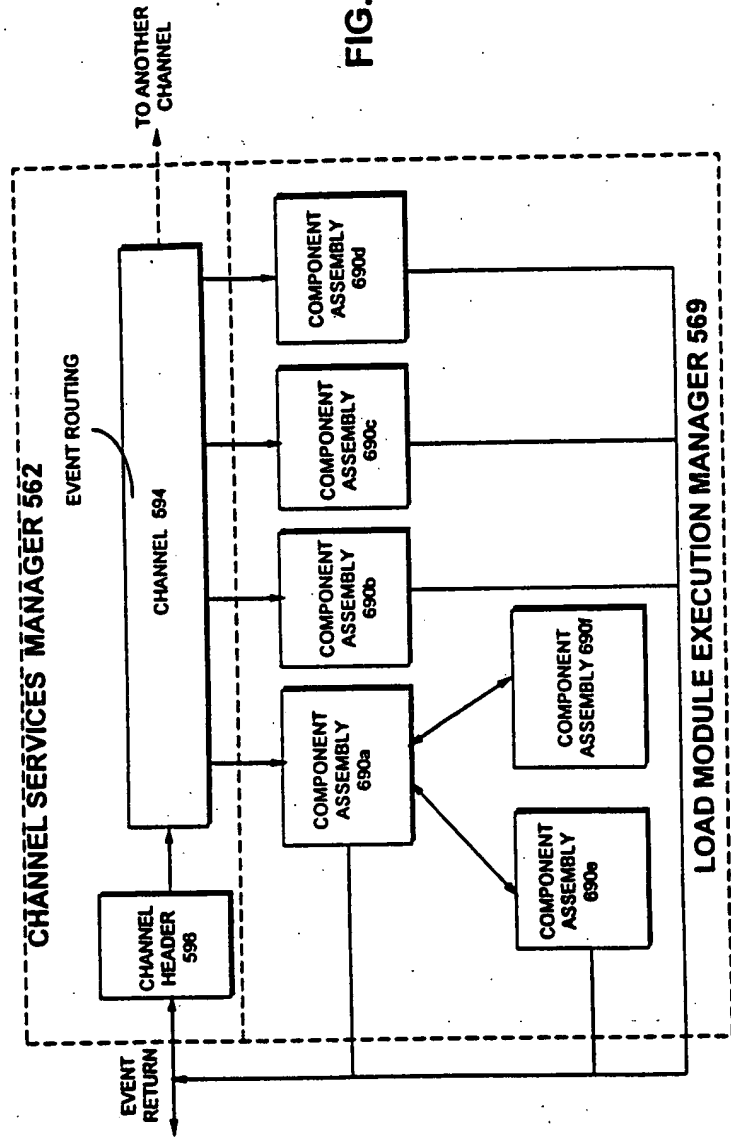 FIG.
CHANNEL SERVICES MANAGER 562
EVENT ROUTING
TO ANOTHER
CHANNEL
EVENT
RETURN
CHANNEL
HEADER
596
CHANNEL 594
COMPONENT
ASSEMBLY
690a
COMPONENT
ASSEMBLY
690b
COMPONENT
ASSEMBLY
690c
COMPONENT
ASSEMBLY
690d
COMPONENT
ASSEMBLY
690e
COMPONENT
ASSEMBLY 690f
LOAD MODULE EXECUTION MANAGER 569